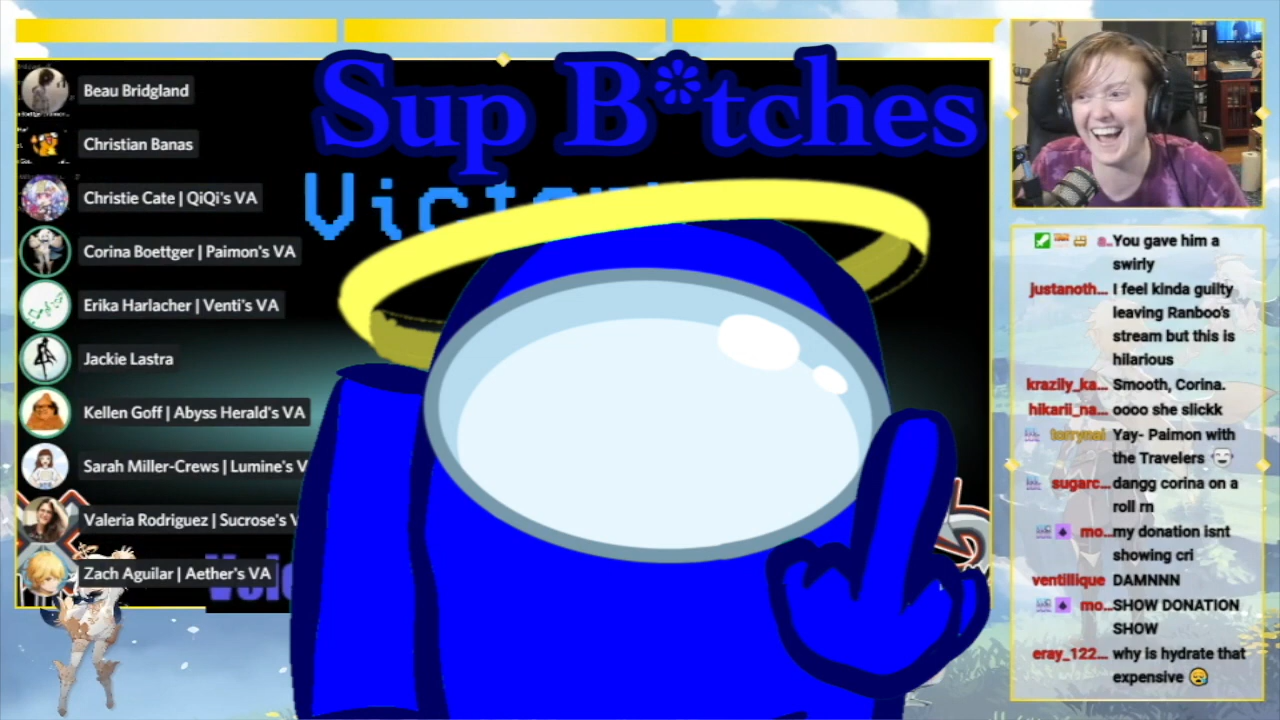 Sup B*tches
Beau Bridgland
Christian Banas
Christie Cate | QiQi's VA
Corina Boettger | Paimon's VA
Erika Harlacher | Venti's VA
Jackie Lastra
Kellen Goff | Abyss Herald's VA
Sarah Miller-Crews | Lumine's V
Valeria Rodriguez | Sucrose's V
Zach Aguilar | Aether's VA
a.. You gave him a
swirly
justanoth... I feel kinda guilty
leaving Ranboo's
stream but this is
hilarious
krazily_ka... Smooth, Corina.
hikarii_na... oooo she slickk
torrynai Yay- Paimon with
the Travelers
sugarc... dangg corina on a
roll rn
mo... my donation isnt
showing cri
ventillique DAMNNN
mo... SHOW DONATION
SHOW
eray_122... why is hydrate that
expensive